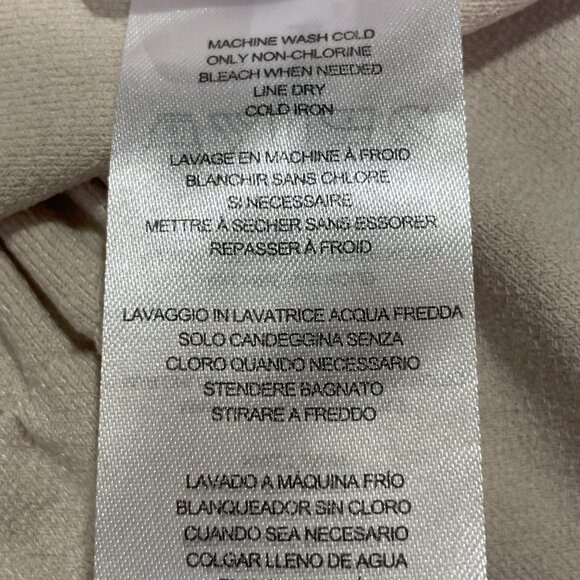 MACHINE WASH COLD
ONLY NON-CHLORINE
BLEACH WHEN NEEDED
LINE DRY
COLD IRON
LAVAGE EN MACHINE À FROID
BLANCHIR SANS CHLORE
SI NECESSAIRE
METTRE À SECHER SANS ESSORER
REPASSER À FROID
LAVAGGIO IN LAVATRICE ACQUA FREDDA
SOLO CANDEGGINA SENZA
CLORO QUANDO NECESSARIO
STENDERE BAGNATO
STIRARE A FREDDO
LAVADO A MÁQUINA FRÍO
BLANQUEADOR SIN CLORO
CUANDO SEA NECESARIO
COLGAR LLENO DE AGUA